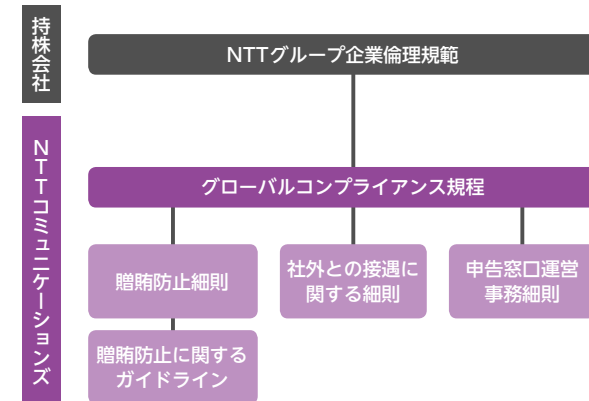 持株会社
NTTグループ企業倫理規範
NTTコミュニケーションズ
グローバルコンプライアンス規程
贈賄防止細則
社外との接遇に
関する細則
申告窓口運営
事務細則
贈賄防止に関する
ガイドライン